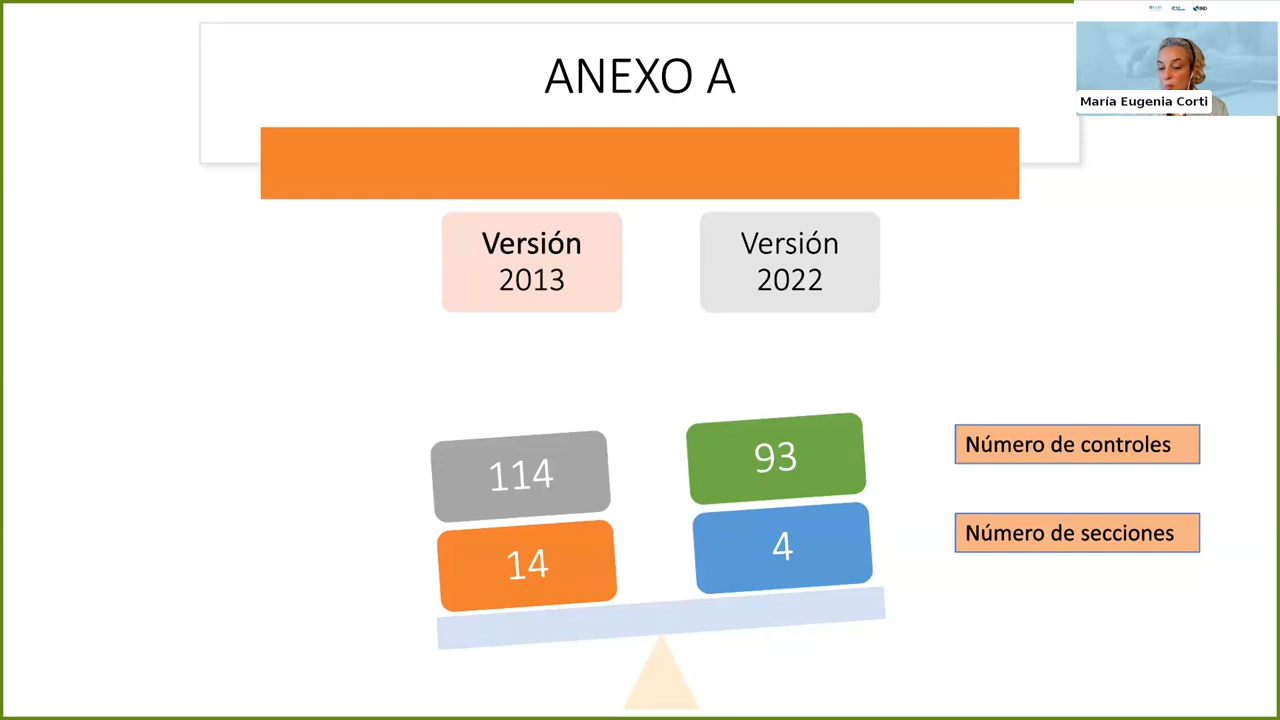 ANEXO A
María Eugenia Corti
Versión
2013
Versión
2022
114
93
Número de controles
14
4
Número de secciones